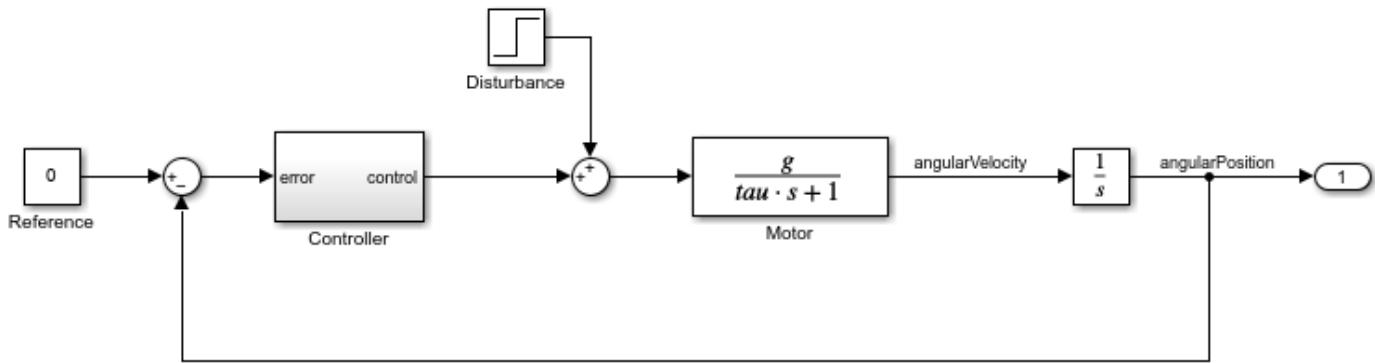 Disturbance
0
Reference
+
−
error
control
Controller
+
+
g
tau · s + 1
Motor
angularVelocity
1
s
angularPosition
1